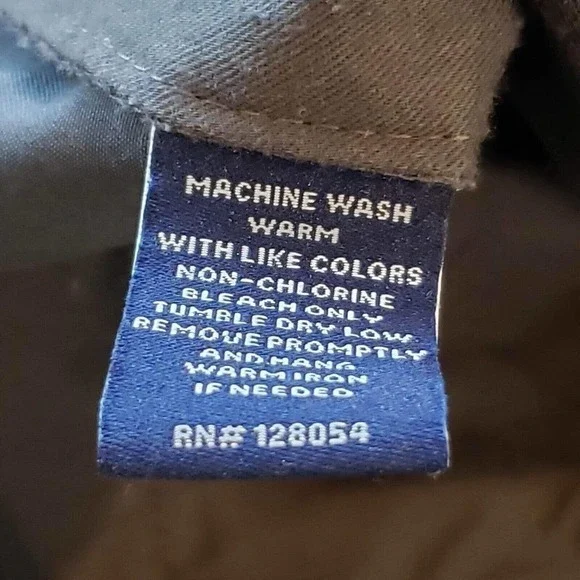 MACHINE WASH
WARM
WITH LIKE COLORS
NON-CHLORINE
BLEACH ONLY
TUMBLE DRY LOW
REMOVE PROMPTLY
AND HANG
WARM IRON
IF NEEDED
RN# 128054